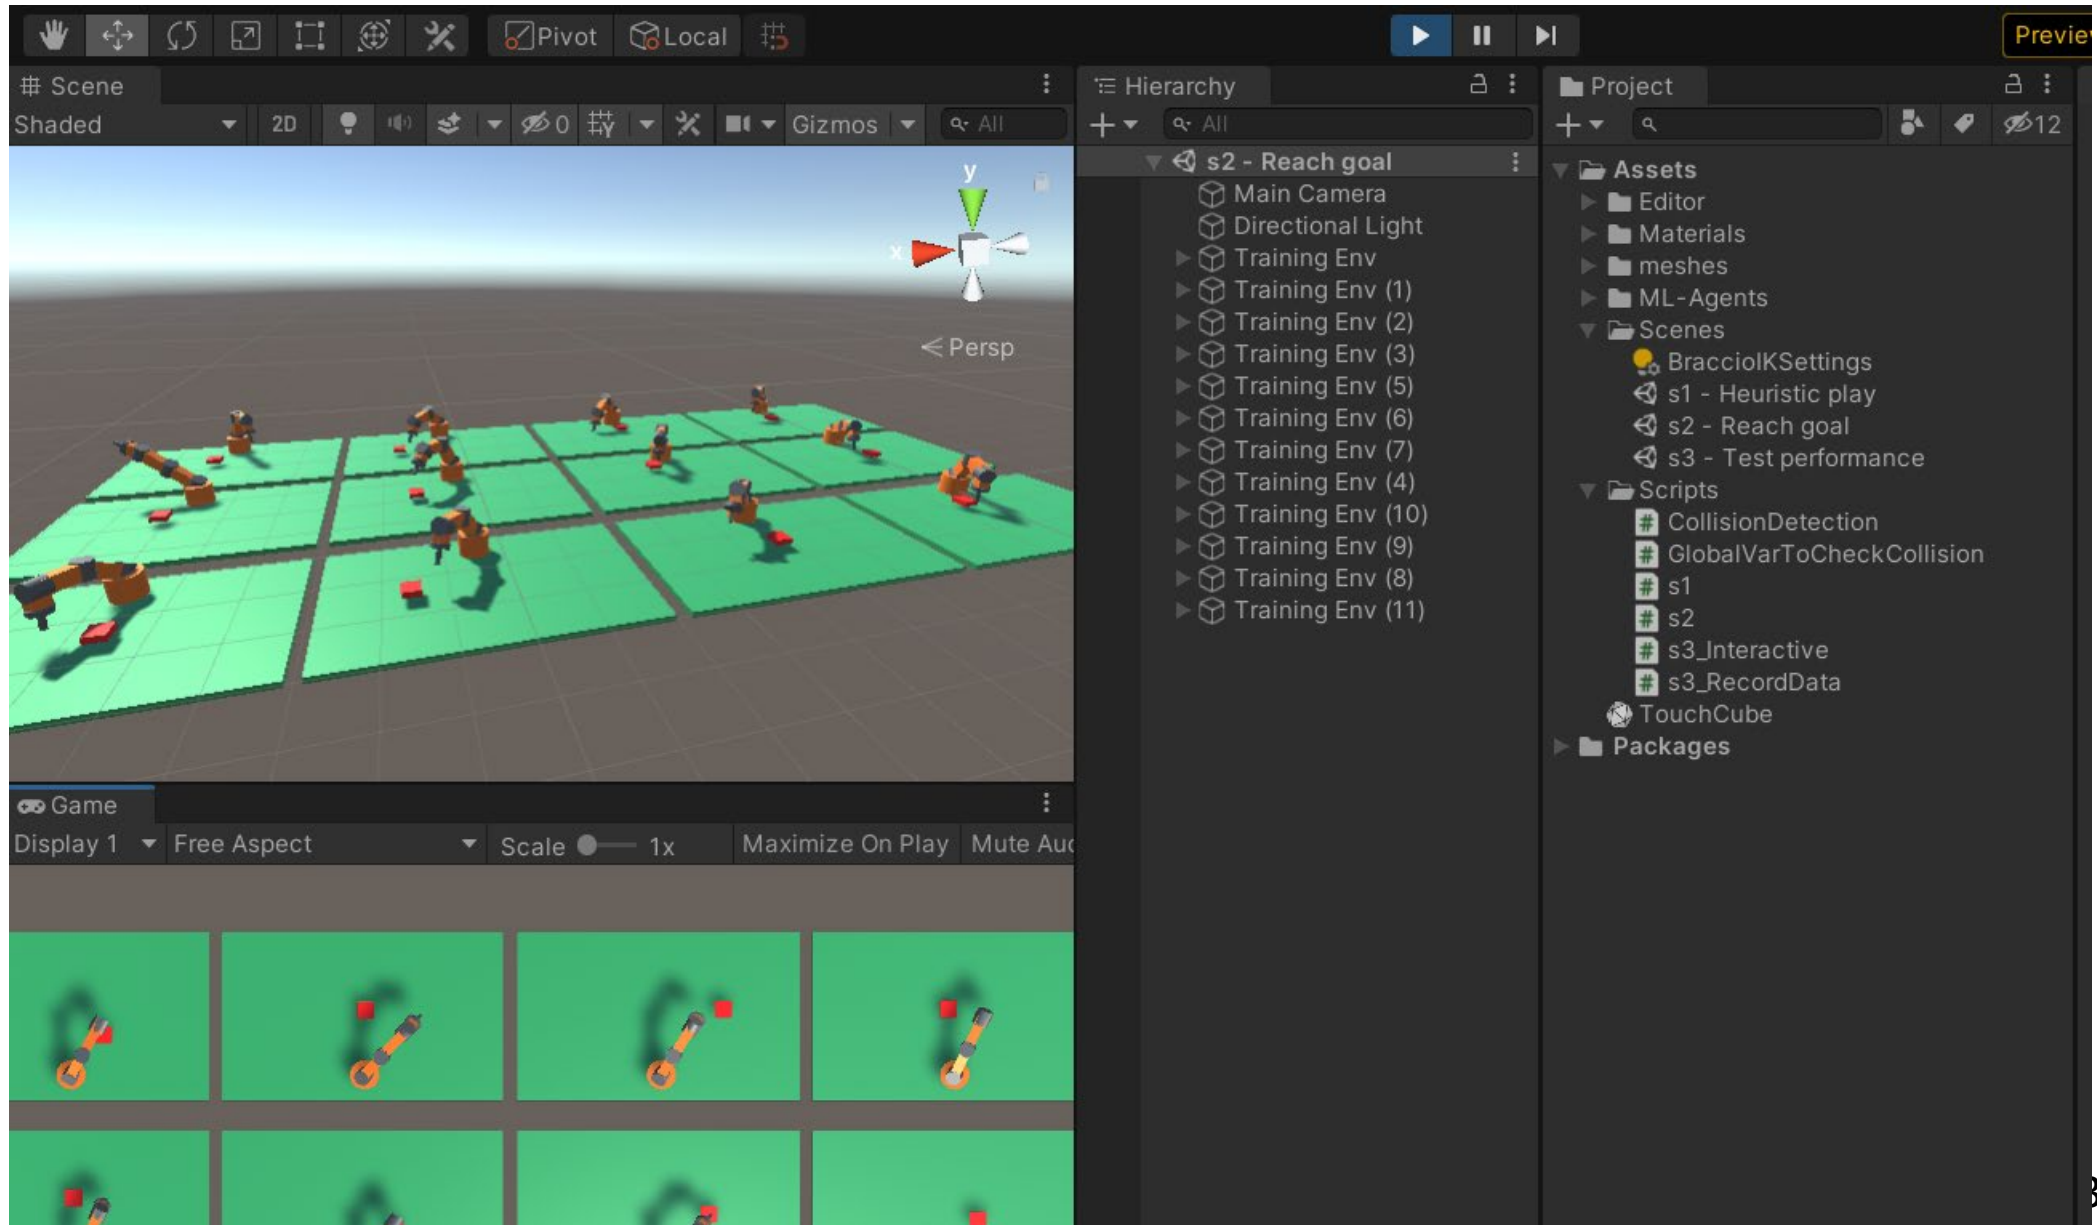 Pivot Local Preview
Scene
Shaded 2D 0 Gizmos All
y
x
Persp
Hierarchy
All
s2 - Reach goal
Main Camera
Directional Light
Training Env
Training Env (1)
Training Env (2)
Training Env (3)
Training Env (5)
Training Env (6)
Training Env (7)
Training Env (4)
Training Env (10)
Training Env (9)
Training Env (8)
Training Env (11)
Project
12
Assets
Editor
Materials
meshes
ML-Agents
Scenes
BraccioIKSettings
s1 - Heuristic play
s2 - Reach goal
s3 - Test performance
Scripts
CollisionDetection
GlobalVarToCheckCollision
s1
s2
s3_Interactive
s3_RecordData
TouchCube
Packages
Game
Display 1 Free Aspect Scale 1x Maximize On Play Mute Aud